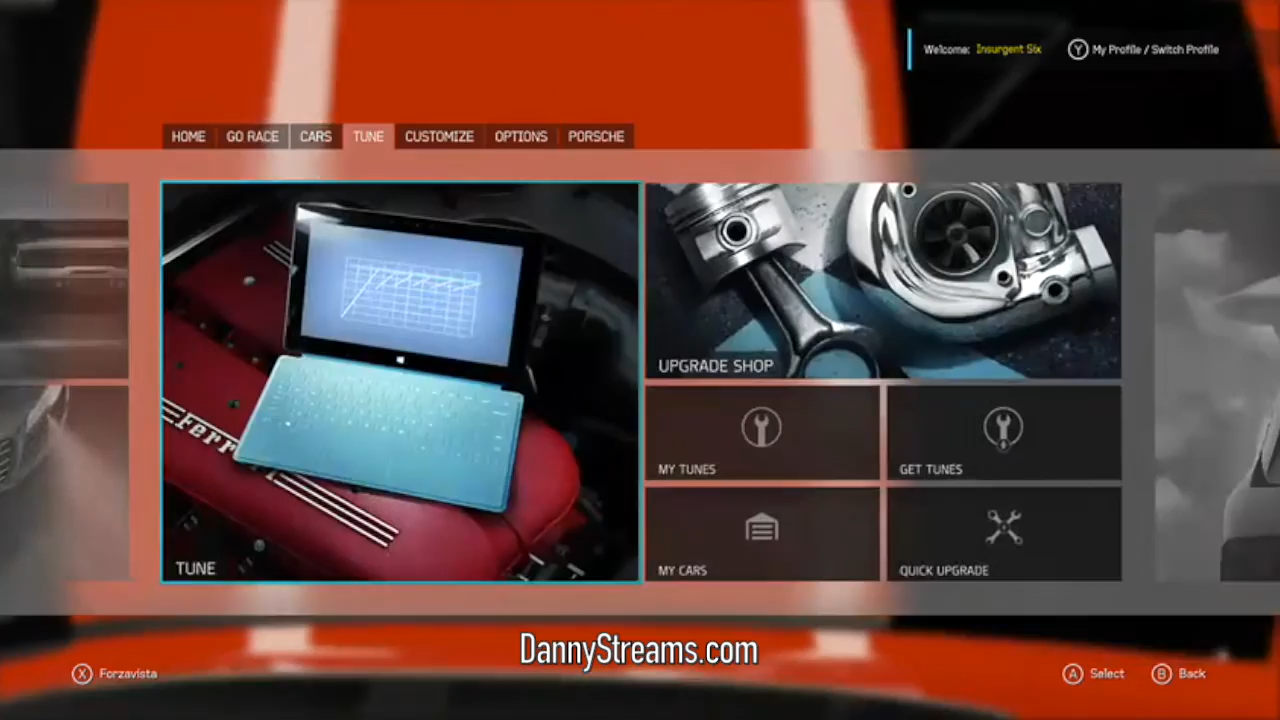 Welcome: Insurgent Six
Y My Profile / Switch Profile
HOME GO RACE CARS TUNE CUSTOMIZE OPTIONS PORSCHE
Ferr
TUNE
UPGRADE SHOP
MY TUNES
GET TUNES
MY CARS
QUICK UPGRADE
DannyStreams.com
X Forzavista
A Select
B Back